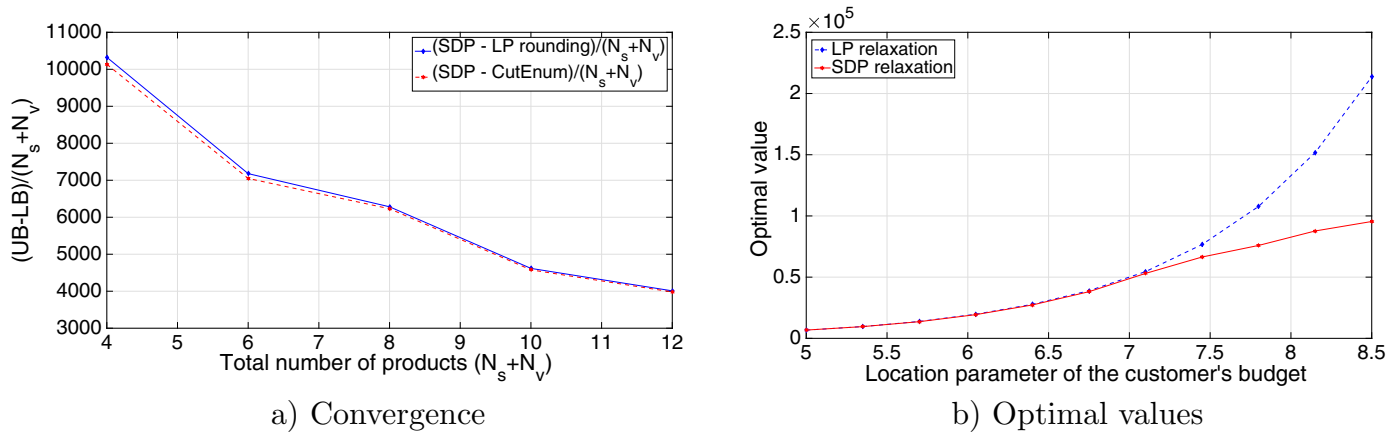 11000
10000
9000
8000
7000
6000
5000
4000
3000
(UB-LB)/(N_s+N_v)
(SDP - LP rounding)/(N_s+N_v)
(SDP - CutEnum)/(N_s+N_v)
4 5 6 7 8 9 10 11 12
Total number of products (N_s+N_v)
a) Convergence
×10^5
2.5
2
1.5
1
0.5
0
Optimal value
LP relaxation
SDP relaxation
5 5.5 6 6.5 7 7.5 8 8.5
Location parameter of the customer's budget
b) Optimal values